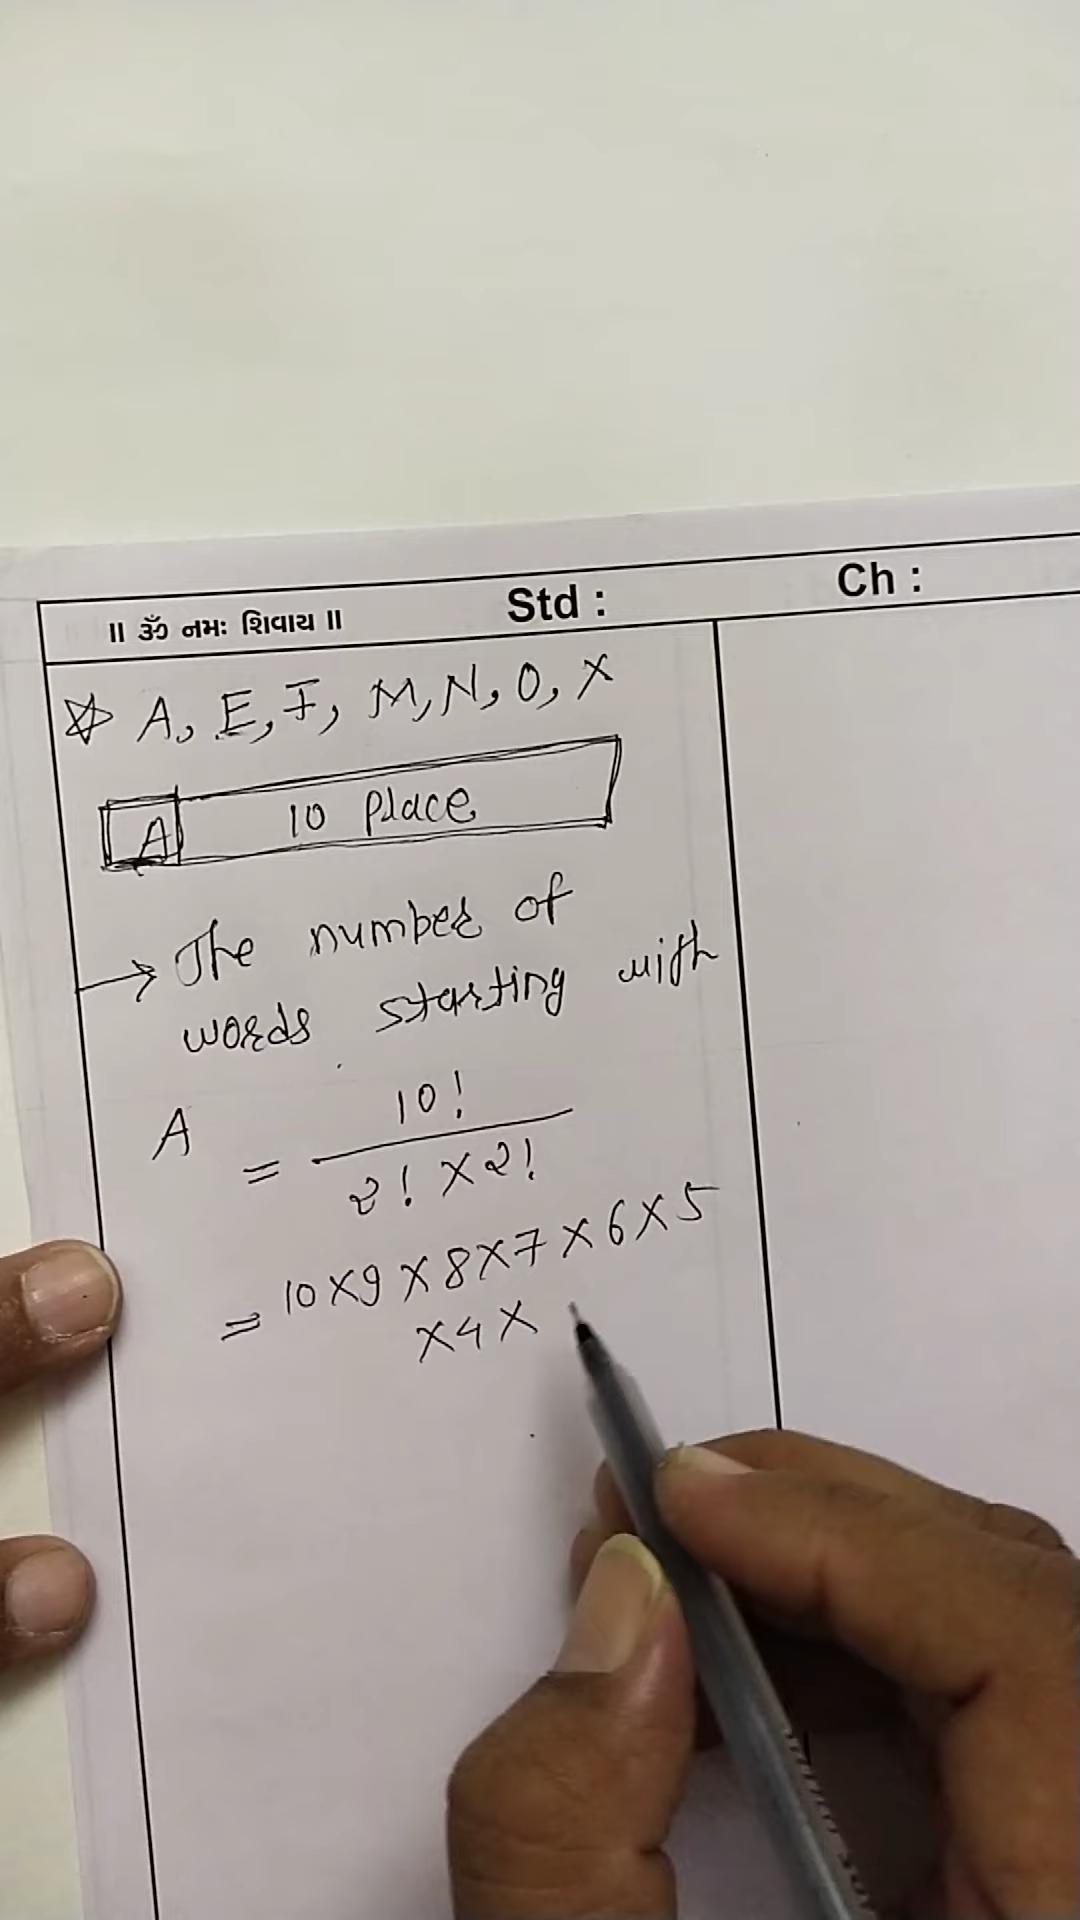 ॥ ૐ નમઃ શિવાય ॥ Std : Ch :
☆ A, E, I, M, N, O, X
A 10 Place
→ The number of
words starting with
A = 10! / 2! × 2!
= 10×9×8×7×6×5
×4×